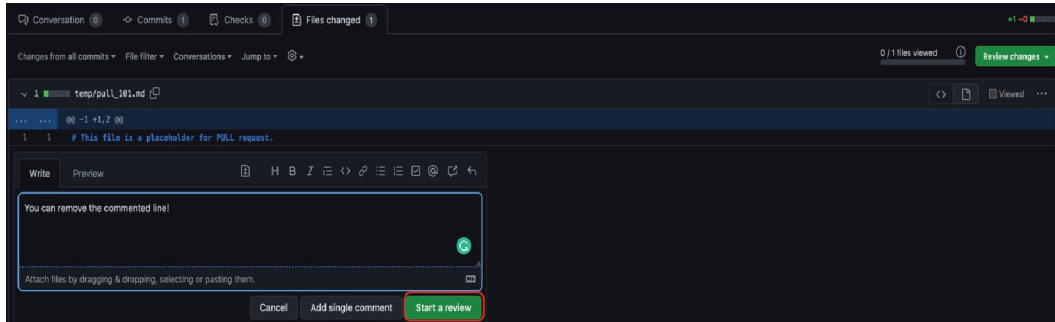 Conversation 0 Commits 1 Checks 0 Files changed 1 +1 −0
Changes from all commits File filter Conversations Jump to 0 / 1 files viewed Review changes
1 temp/pull_101.md Viewed
... ... @@ -1 +1,2 @@
1 1 # This file is a placeholder for PULL request.
Write Preview H B I
You can remove the commented line!
G
Attach files by dragging & dropping, selecting or pasting them.
Cancel Add single comment Start a review